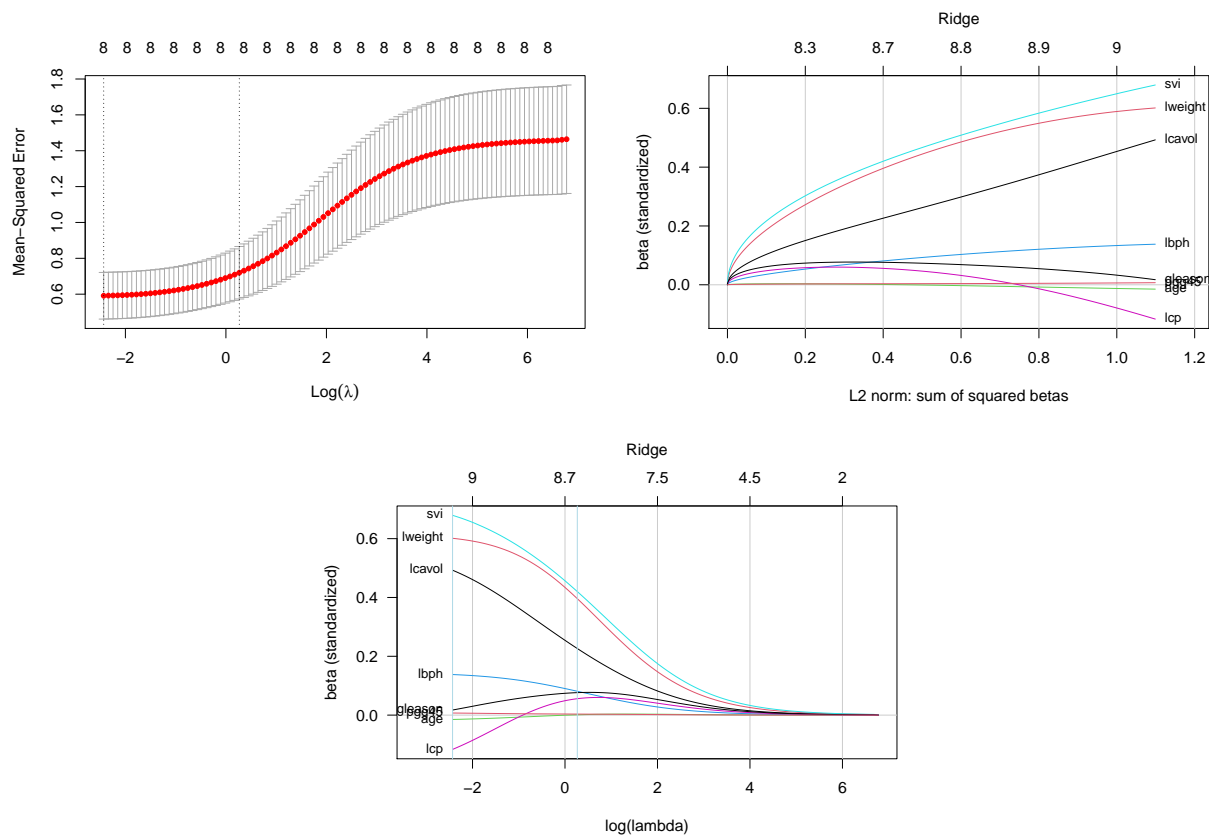 8 8 8 8 8 8 8 8 8 8 8 8 8 8 8 8 8 8 8 8
1.8
1.6
1.4
1.2
1.0
0.8
0.6
Mean−Squared Error
−2 0 2 4 6
Log(λ)
Ridge
8.3 8.7 8.8 8.9 9
0.6
0.4
0.2
0.0
beta (standardized)
svi
lweight
lcavol
lbph
gleason
pgg45
age
lcp
0.0 0.2 0.4 0.6 0.8 1.0 1.2
L2 norm: sum of squared betas
Ridge
9 8.7 7.5 4.5 2
0.6
0.4
0.2
0.0
beta (standardized)
svi
lweight
lcavol
lbph
gleason
pgg45
age
lcp
−2 0 2 4 6
log(lambda)